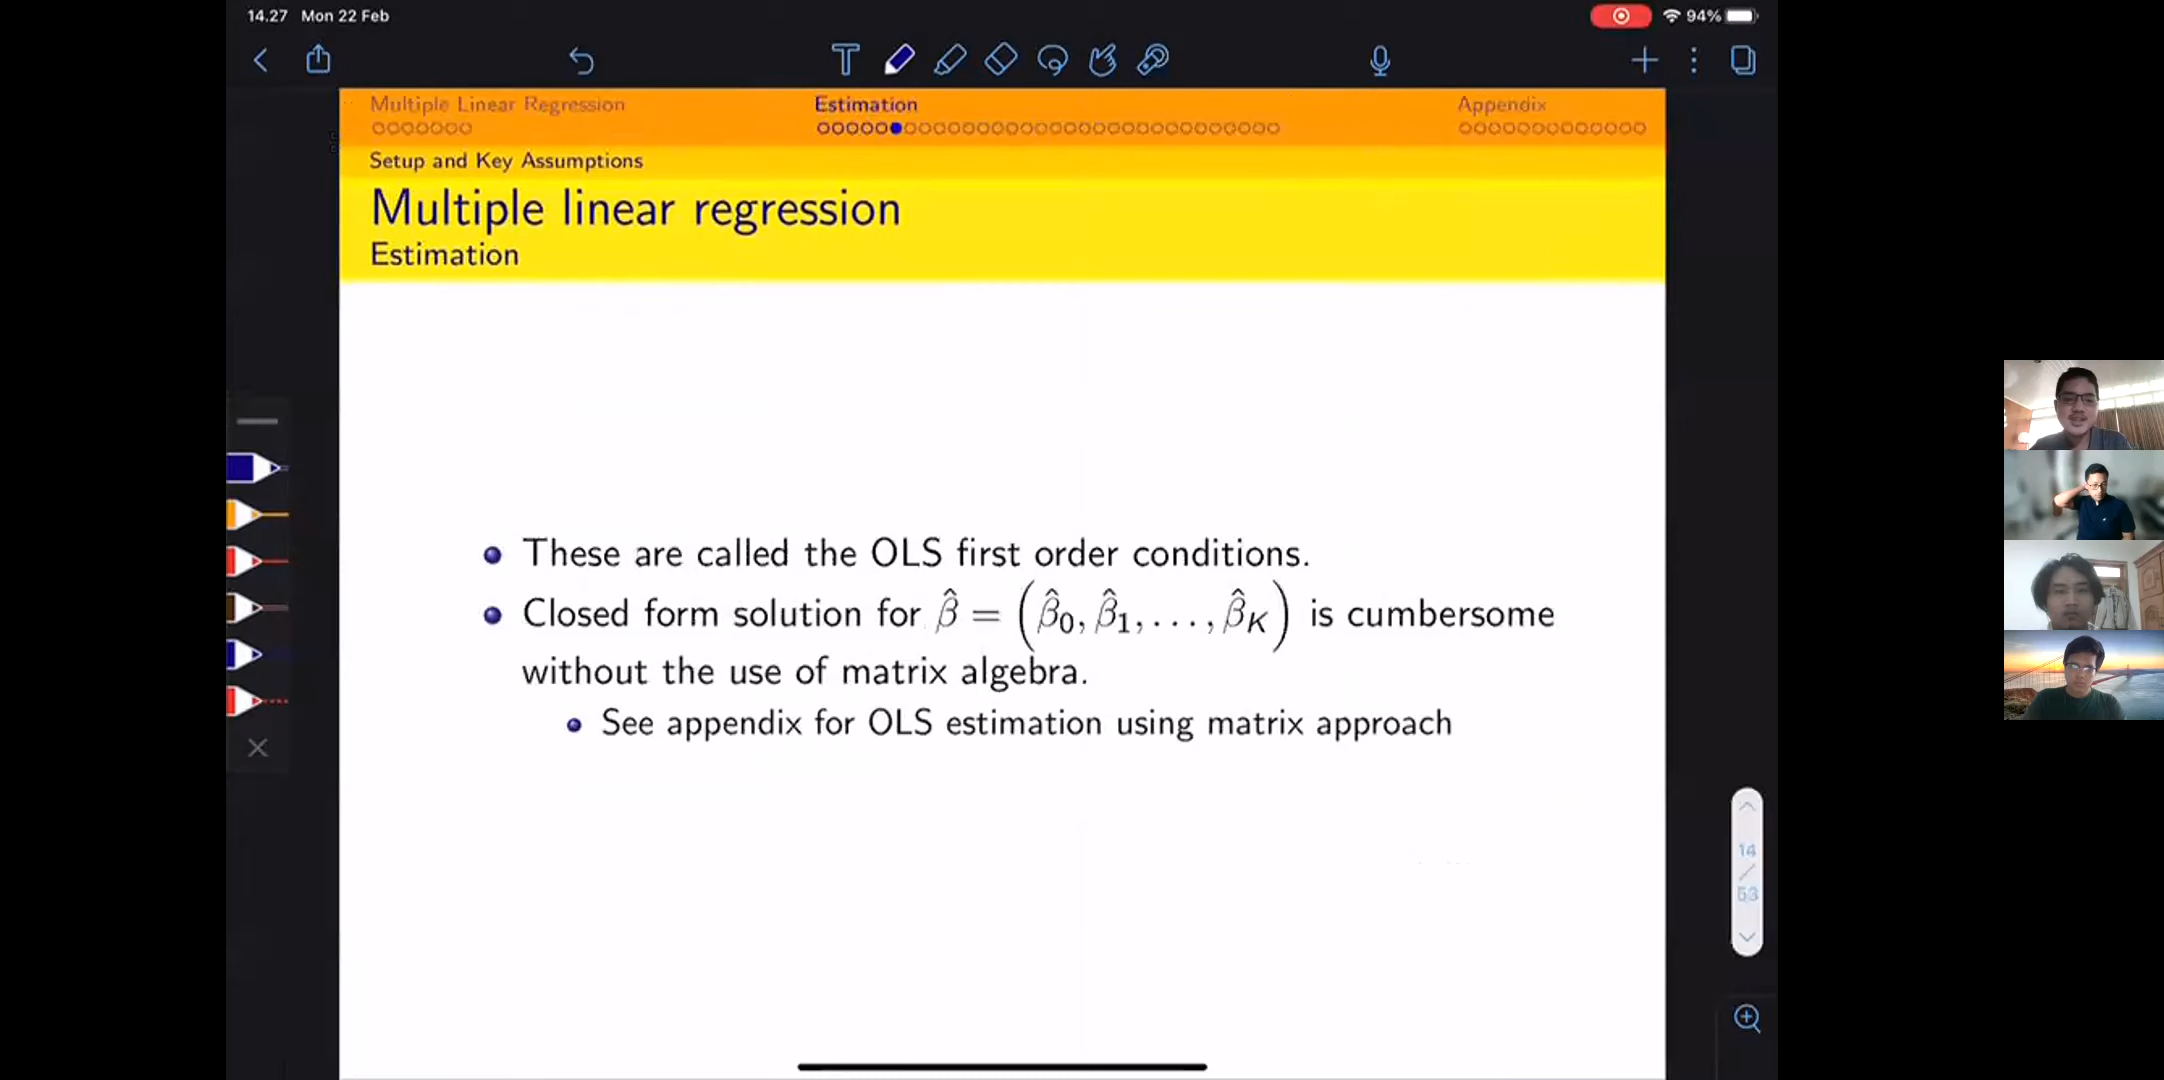 14.27 Mon 22 Feb
94%
Multiple Linear Regression
Estimation
Appendix
Setup and Key Assumptions
Multiple linear regression
Estimation
These are called the OLS first order conditions.
Closed form solution for β̂ = (β̂₀, β̂₁, . . . , β̂_K) is cumbersome
without the use of matrix algebra.
See appendix for OLS estimation using matrix approach
14
/
53